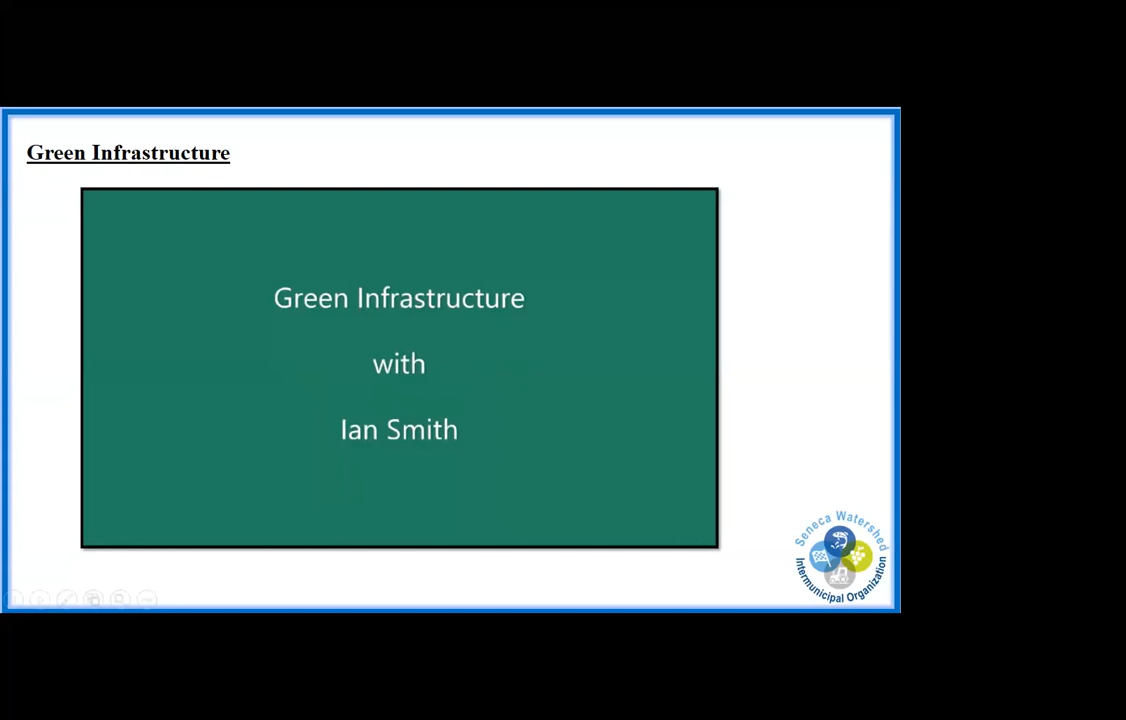 Green Infrastructure
Green Infrastructure
with
Ian Smith
Seneca Watershed
Intermunicipal Organization